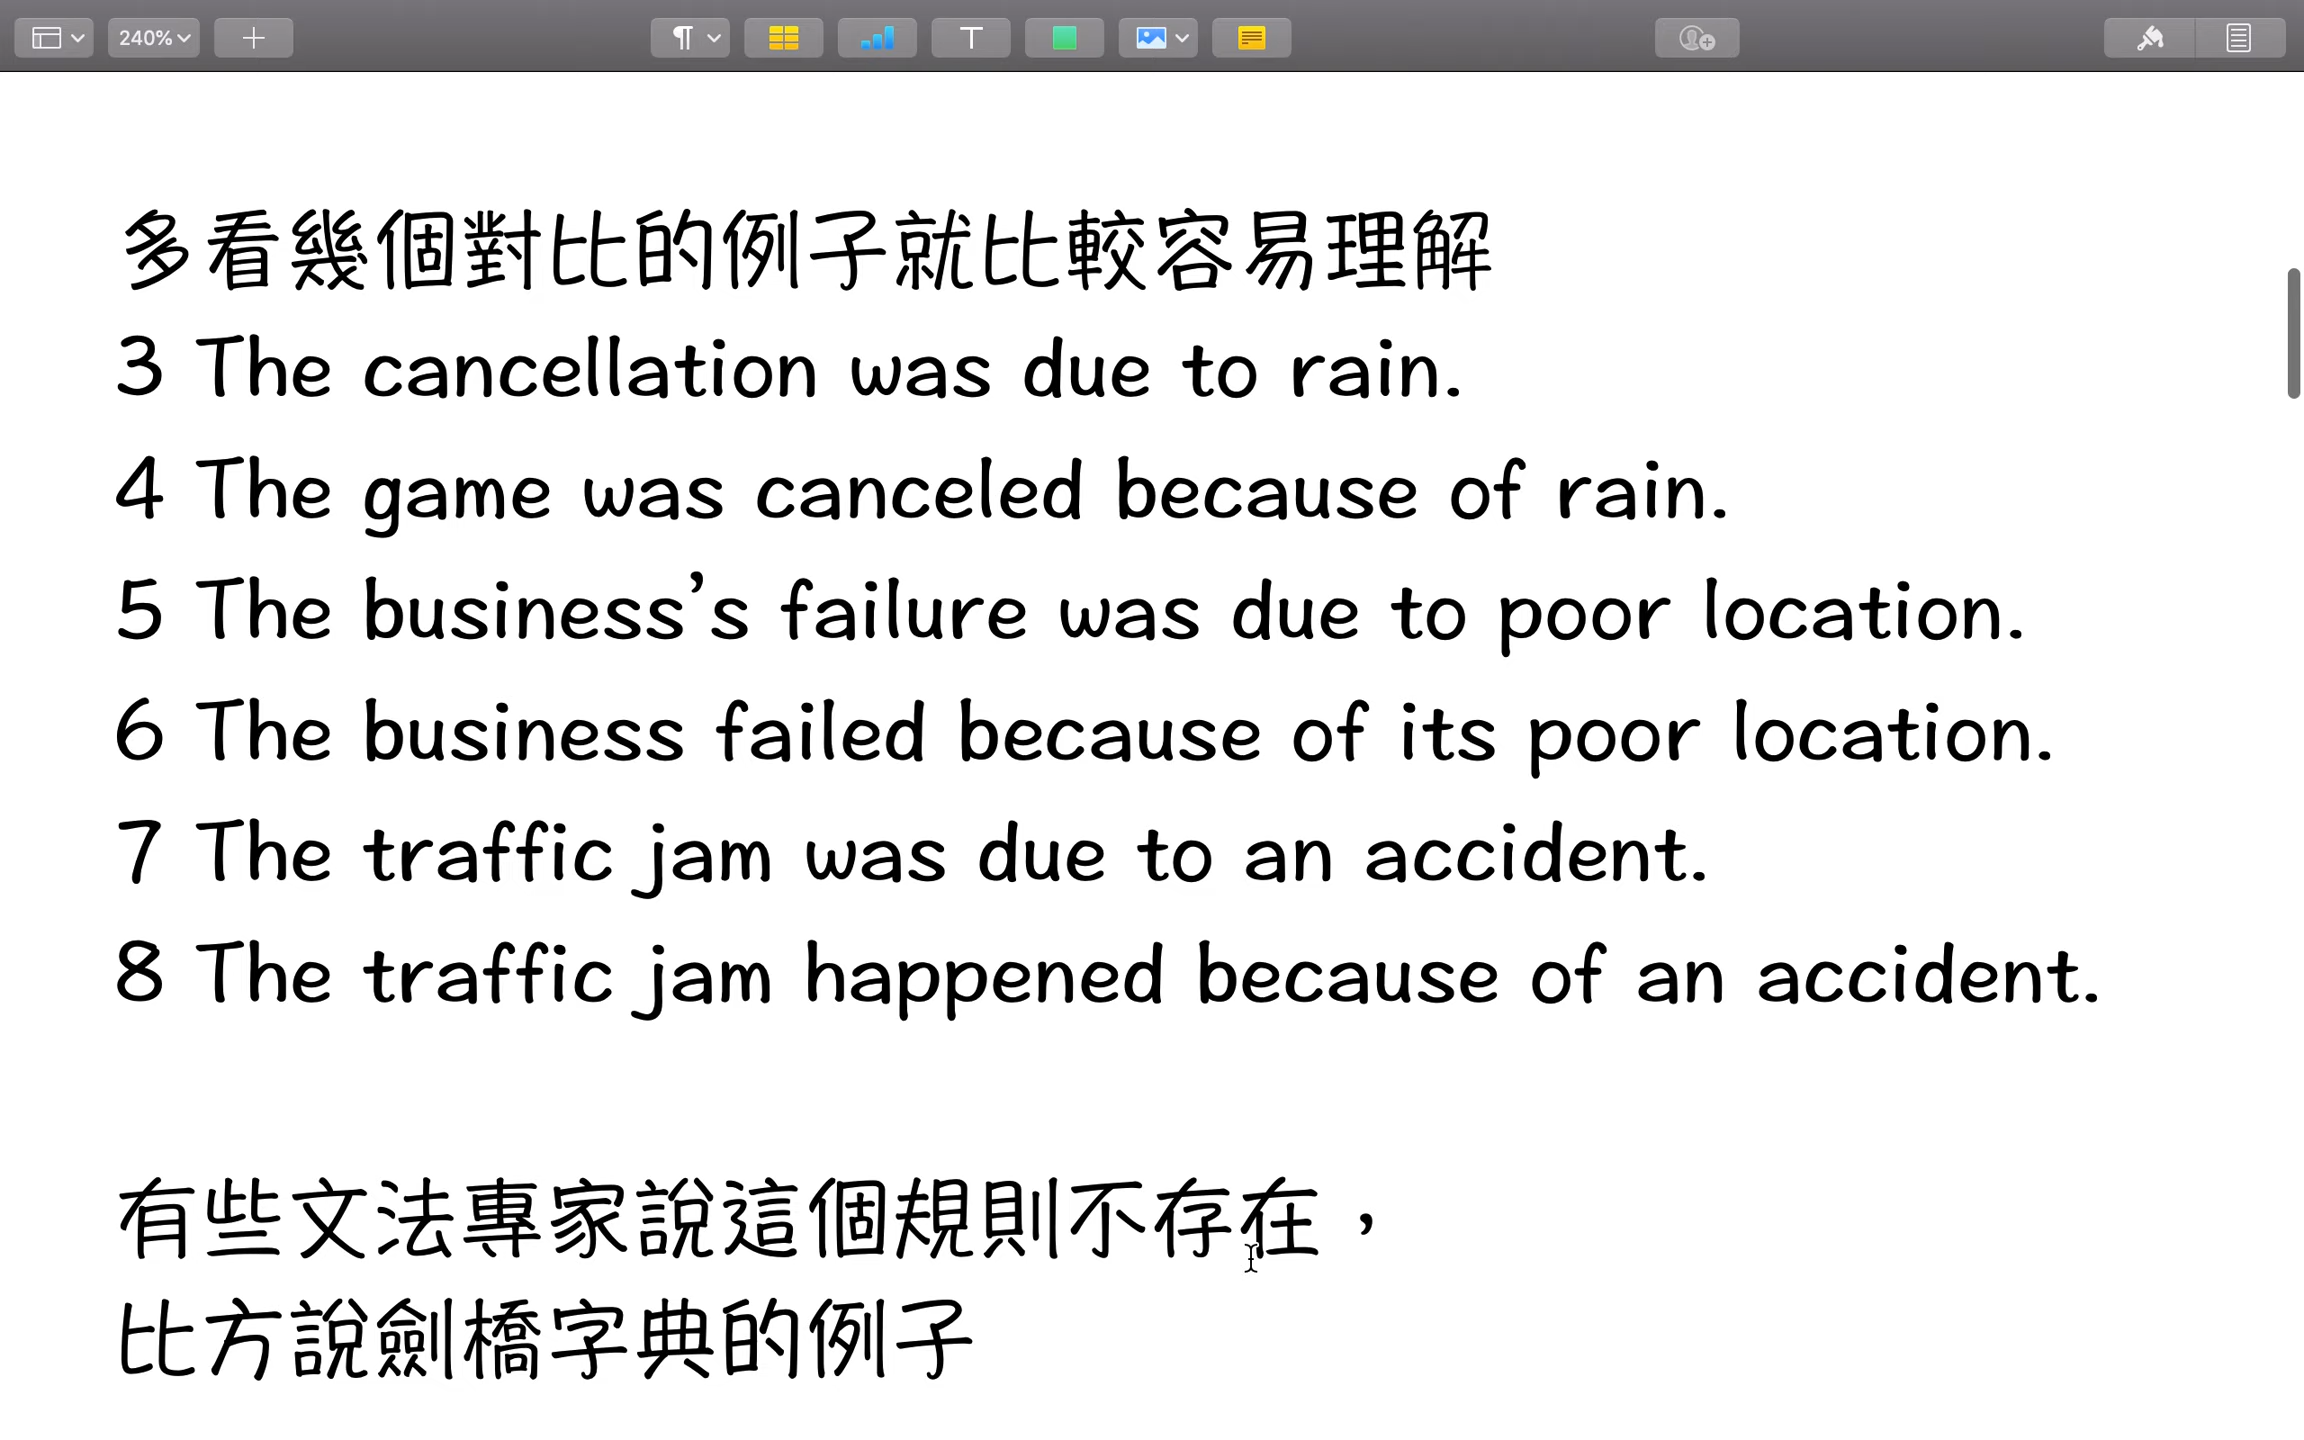 240%
多看幾個對比的例子就比較容易理解
3 The cancellation was due to rain.
4 The game was canceled because of rain.
5 The business’s failure was due to poor location.
6 The business failed because of its poor location.
7 The traffic jam was due to an accident.
8 The traffic jam happened because of an accident.
有些文法專家說這個規則不存在，
比方說劍橋字典的例子